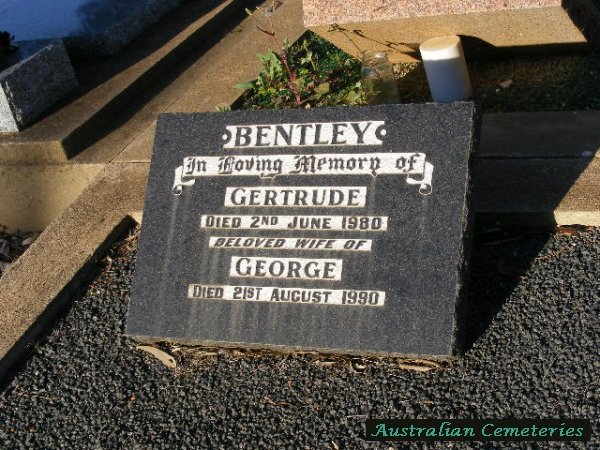 BENTLEY
In Loving Memory of
GERTRUDE
DIED 2ND JUNE 1980
BELOVED WIFE OF
GEORGE
DIED 21ST AUGUST 1990
Australian Cemeteries